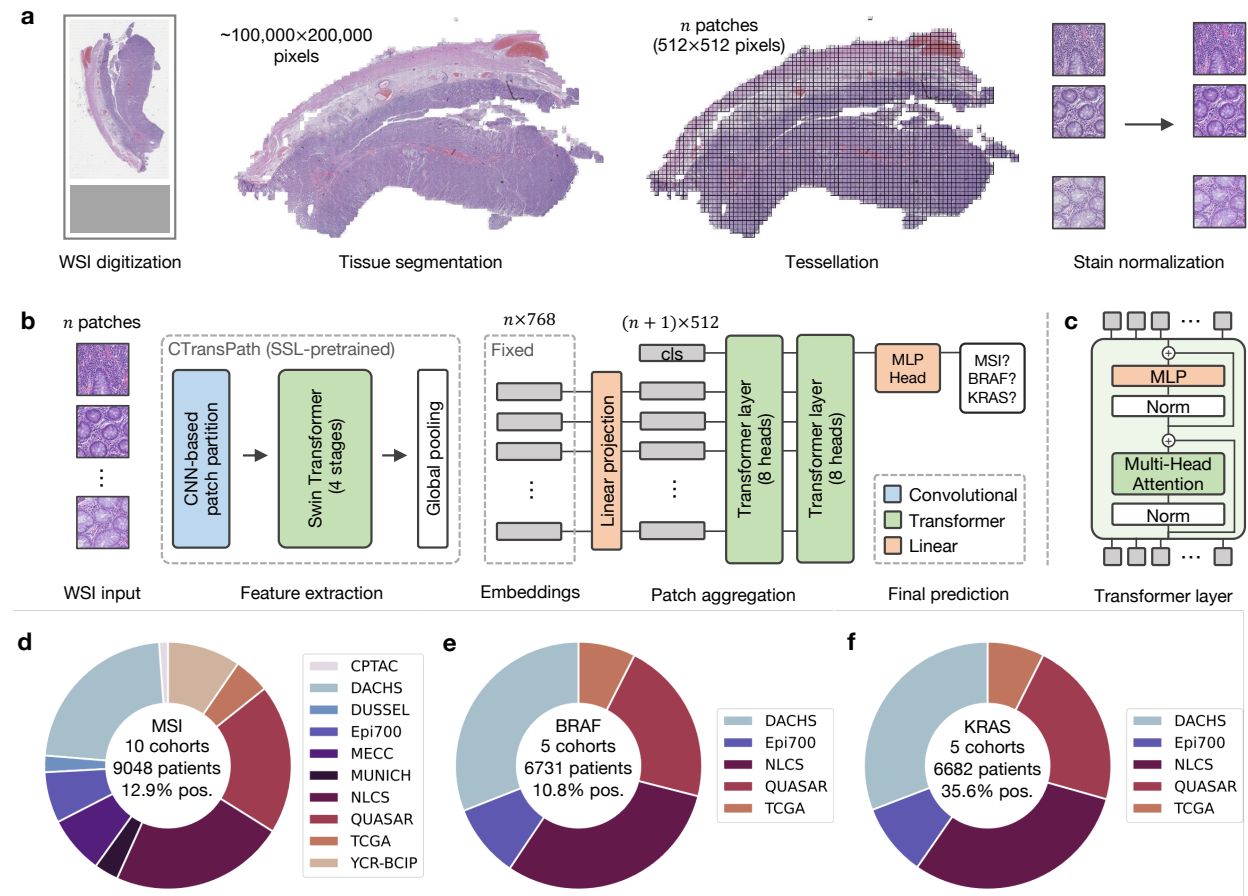 a
~100,000×200,000
pixels
n patches
(512×512 pixels)
WSI digitization
Tissue segmentation
Tessellation
Stain normalization
b
n patches
CTransPath (SSL-pretrained)
CNN-based
patch partition
Swin Transformer
(4 stages)
Global pooling
n×768
Fixed
Linear projection
(n + 1)×512
cls
Transformer layer
(8 heads)
Transformer layer
(8 heads)
MLP
Head
MSI?
BRAF?
KRAS?
Convolutional
Transformer
Linear
WSI input
Feature extraction
Embeddings
Patch aggregation
Final prediction
c
MLP
Norm
Multi-Head
Attention
Norm
Transformer layer
d
MSI
10 cohorts
9048 patients
12.9% pos.
CPTAC
DACHS
DUSSEL
Epi700
MECC
MUNICH
NLCS
QUASAR
TCGA
YCR-BCIP
e
BRAF
5 cohorts
6731 patients
10.8% pos.
DACHS
Epi700
NLCS
QUASAR
TCGA
f
KRAS
5 cohorts
6682 patients
35.6% pos.
DACHS
Epi700
NLCS
QUASAR
TCGA